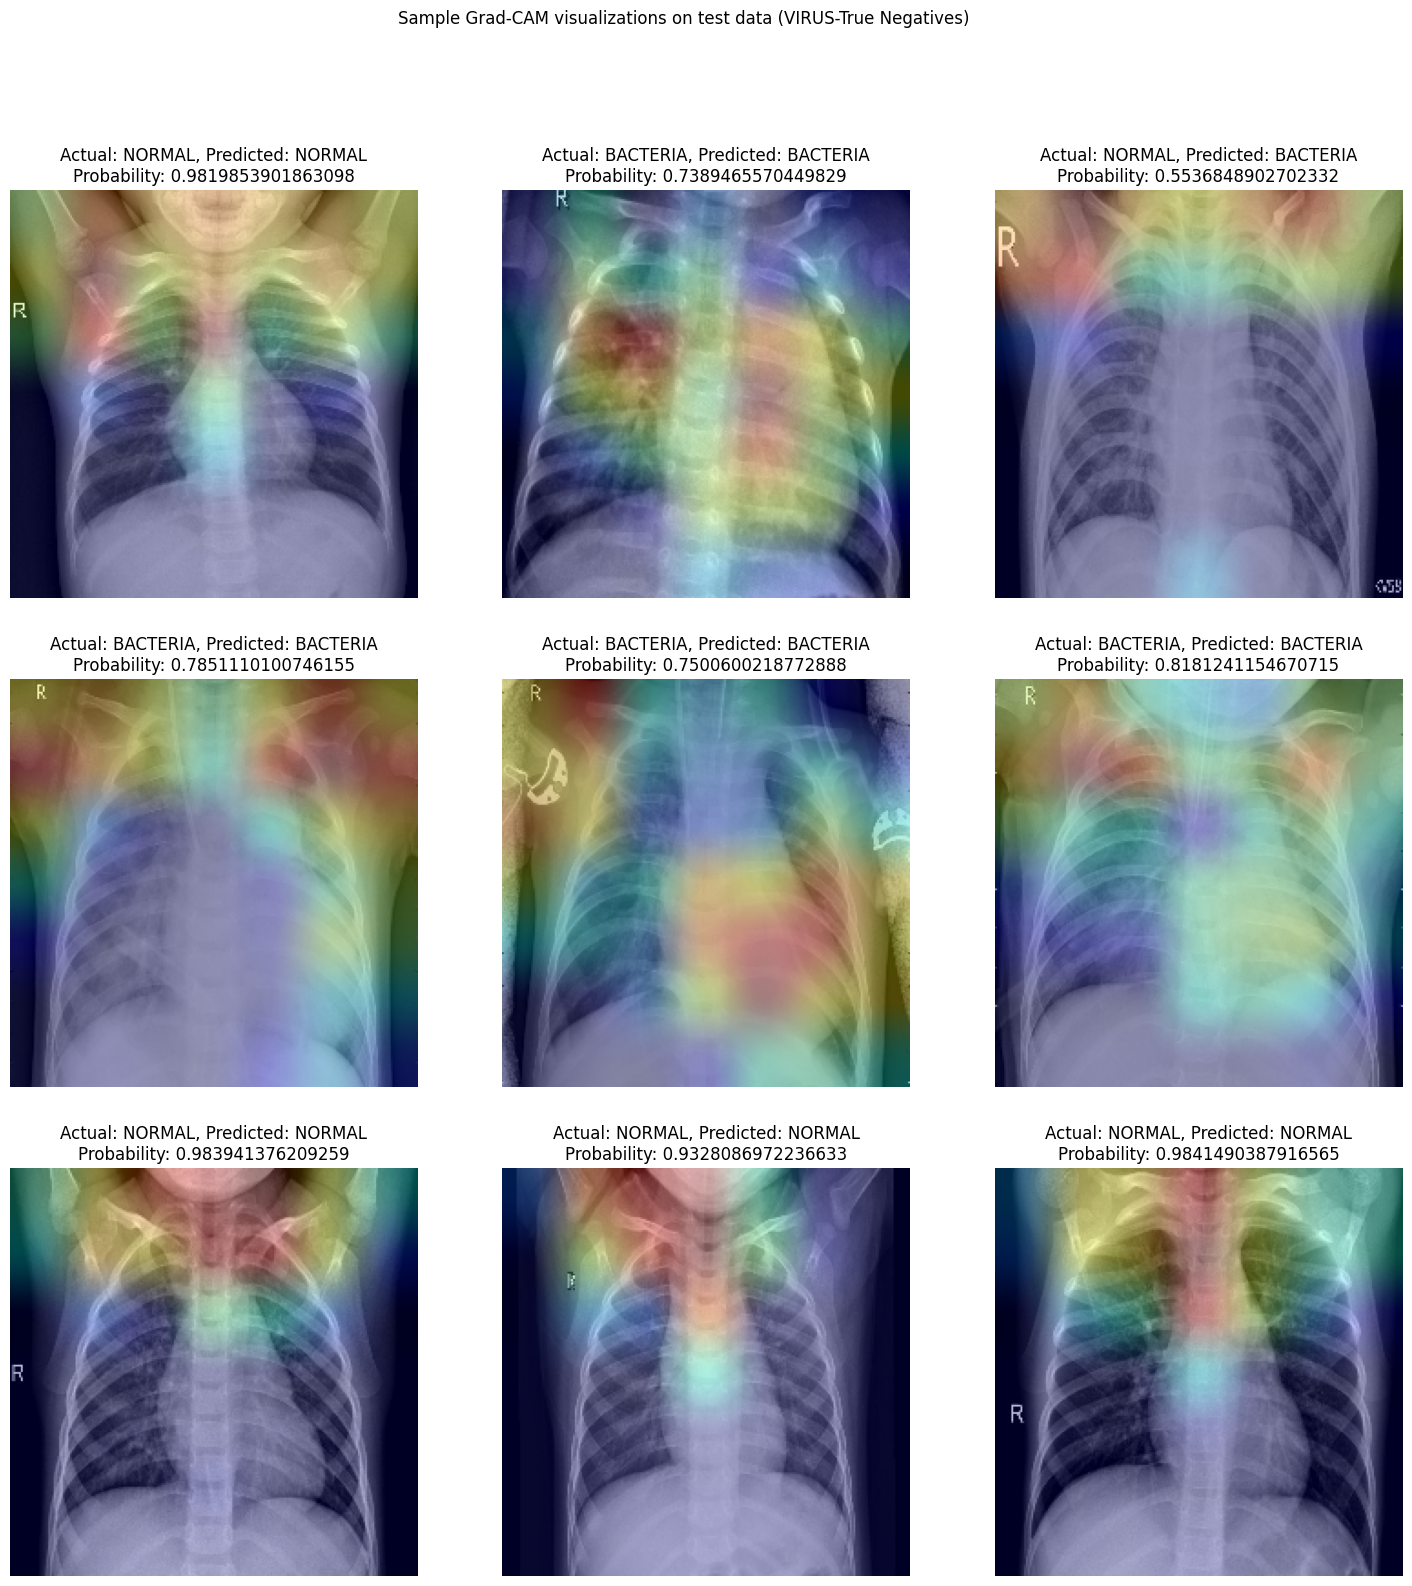 Sample Grad-CAM visualizations on test data (VIRUS-True Negatives)
Actual: NORMAL, Predicted: NORMAL
Probability: 0.9819853901863098
R
Actual: BACTERIA, Predicted: BACTERIA
Probability: 0.7389465570449829
R
Actual: NORMAL, Predicted: BACTERIA
Probability: 0.5536848902702332
R
Actual: BACTERIA, Predicted: BACTERIA
Probability: 0.7851110100746155
R
Actual: BACTERIA, Predicted: BACTERIA
Probability: 0.7500600218772888
R
Actual: BACTERIA, Predicted: BACTERIA
Probability: 0.8181241154670715
R
Actual: NORMAL, Predicted: NORMAL
Probability: 0.983941376209259
R
Actual: NORMAL, Predicted: NORMAL
Probability: 0.9328086972236633
R
Actual: NORMAL, Predicted: NORMAL
Probability: 0.9841490387916565
R